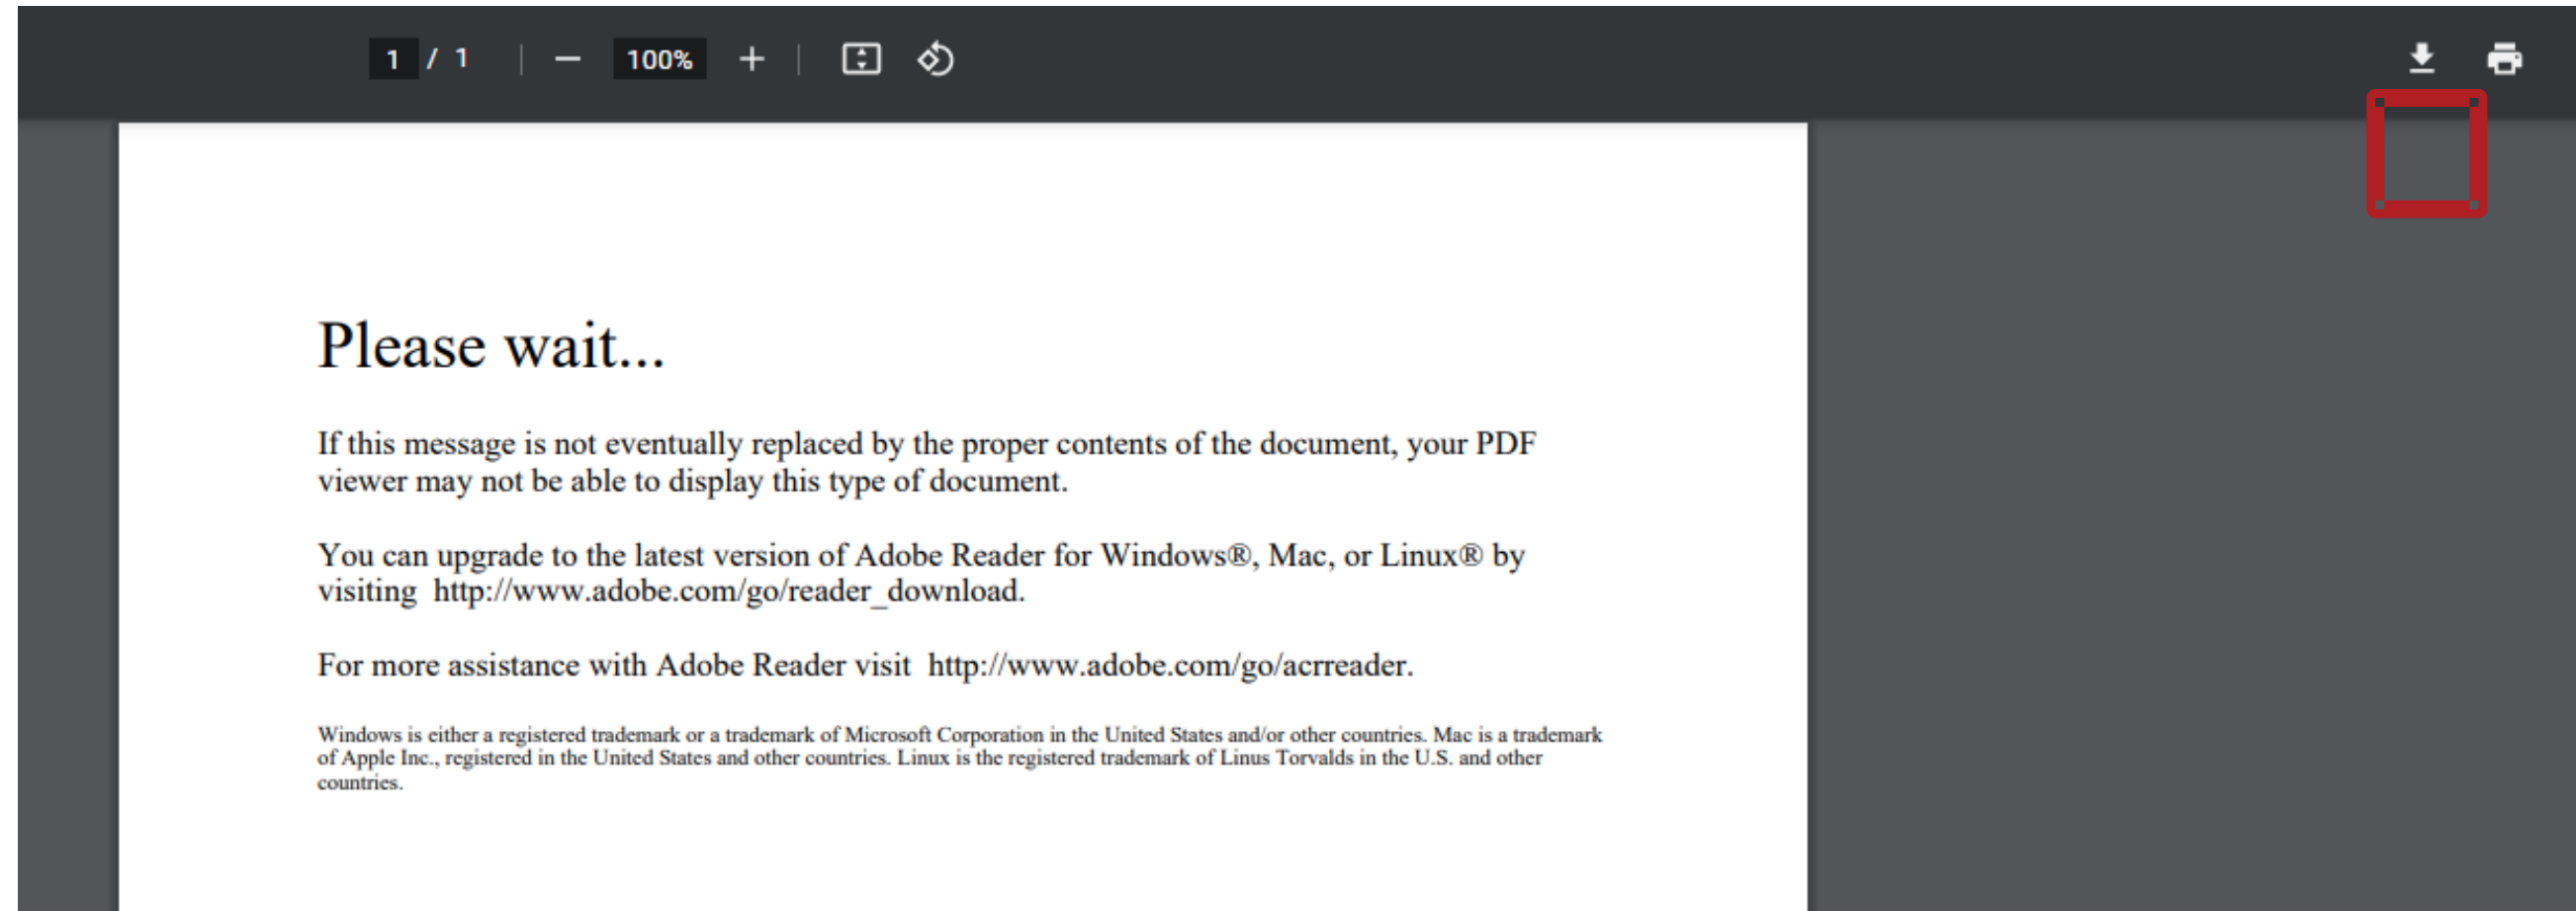 1 / 1 100%
Please wait...
If this message is not eventually replaced by the proper contents of the document, your PDF
viewer may not be able to display this type of document.
You can upgrade to the latest version of Adobe Reader for Windows®, Mac, or Linux® by
visiting  http://www.adobe.com/go/reader_download.
For more assistance with Adobe Reader visit  http://www.adobe.com/go/acrreader.
Windows is either a registered trademark or a trademark of Microsoft Corporation in the United States and/or other countries. Mac is a trademark
of Apple Inc., registered in the United States and other countries. Linux is the registered trademark of Linus Torvalds in the U.S. and other
countries.